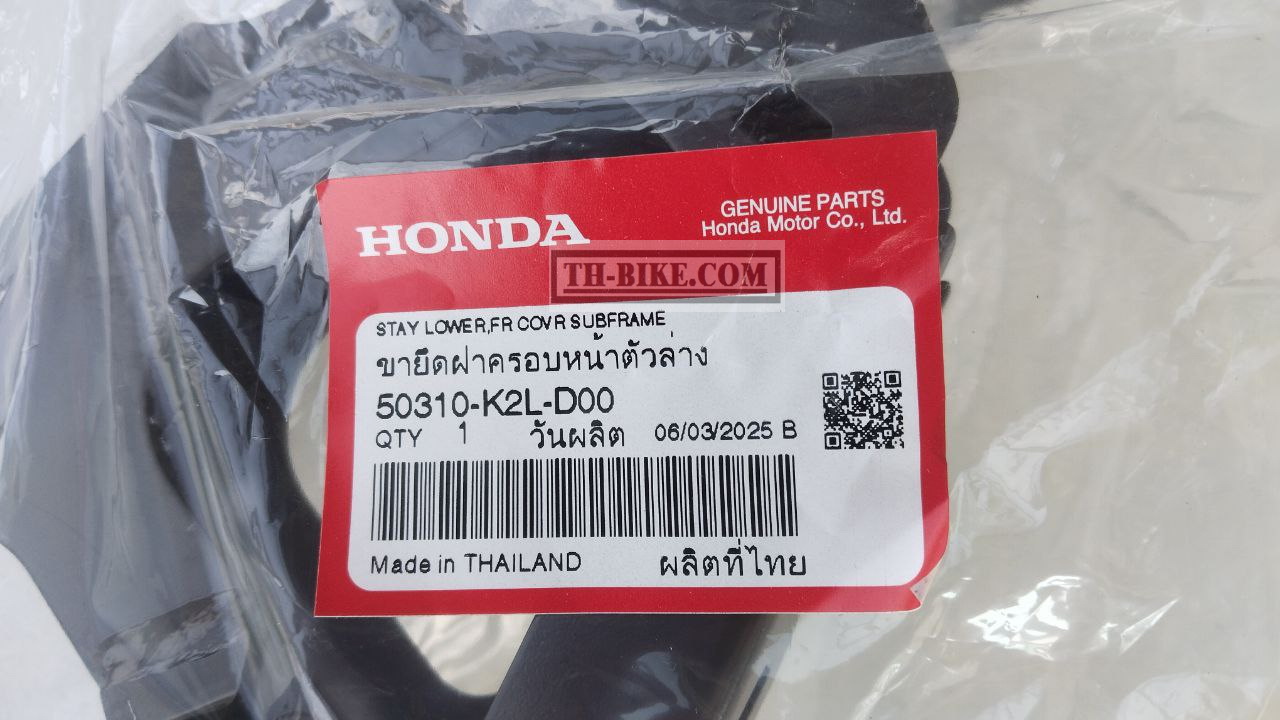 HONDA
GENUINE PARTS
Honda Motor Co., Ltd.
TH-BIKE.COM
STAY LOWER,FR COVR SUBFRAME
ขายึดฝาครอบหน้าตัวล่าง
50310-K2L-D00
QTY 1 วันผลิต 06/03/2025 B
Made in THAILAND ผลิตที่ไทย